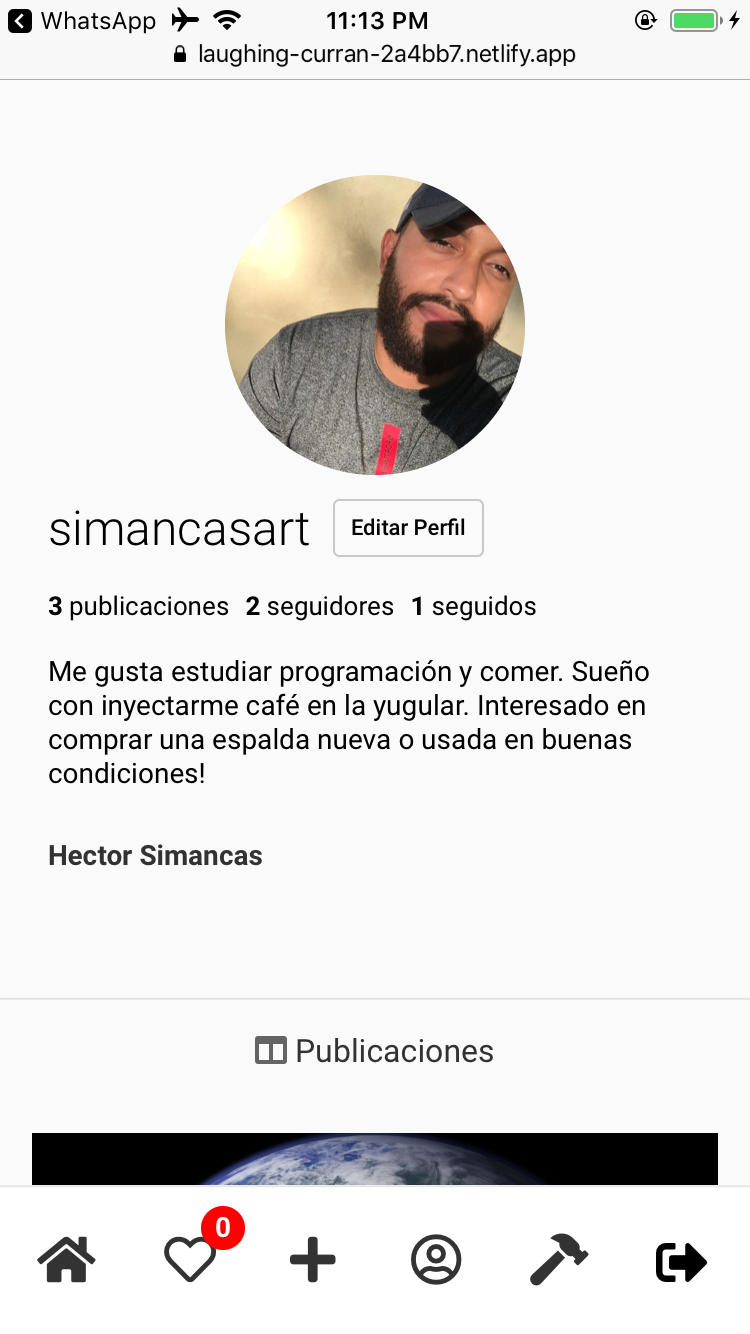 WhatsApp 11:13 PM
laughing-curran-2a4bb7.netlify.app
simancasart Editar Perfil
3 publicaciones 2 seguidores 1 seguidos
Me gusta estudiar programación y comer. Sueño
con inyectarme café en la yugular. Interesado en
comprar una espalda nueva o usada en buenas
condiciones!
Hector Simancas
Publicaciones
0